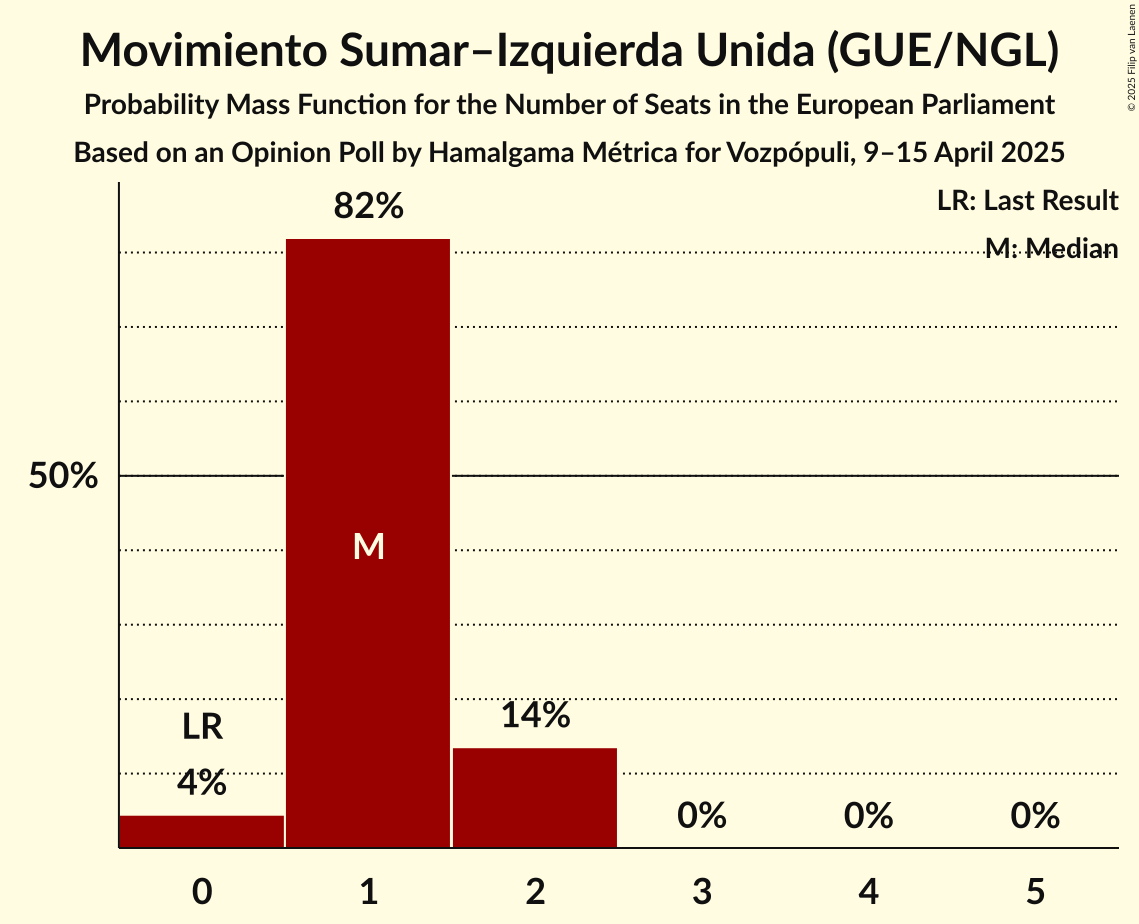 Movimiento Sumar–Izquierda Unida (GUE/NGL)
Probability Mass Function for the Number of Seats in the European Parliament
Based on an Opinion Poll by Hamalgama Métrica for Vozpópuli, 9–15 April 2025
© 2025 Filip van Laenen
LR: Last Result
M: Median
82%
50%
M
LR
4%
14%
0% 0% 0%
0 1 2 3 4 5